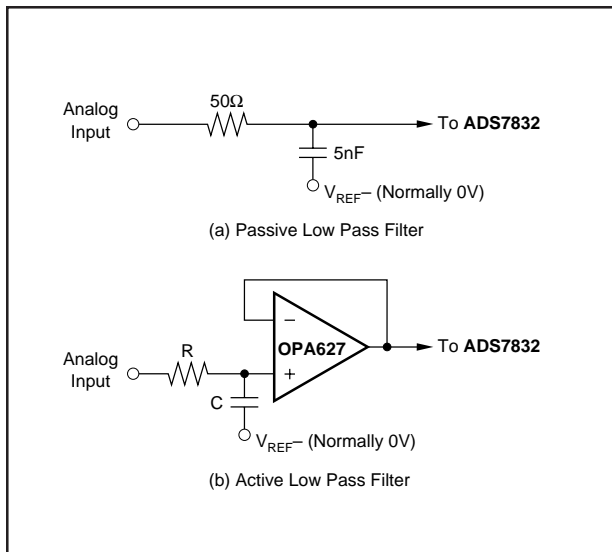 50Ω
Analog
Input
To ADS7832
5nF
VREF– (Normally 0V)
(a) Passive Low Pass Filter
–
OPA627
+
Analog
Input
R
To ADS7832
C
VREF– (Normally 0V)
(b) Active Low Pass Filter